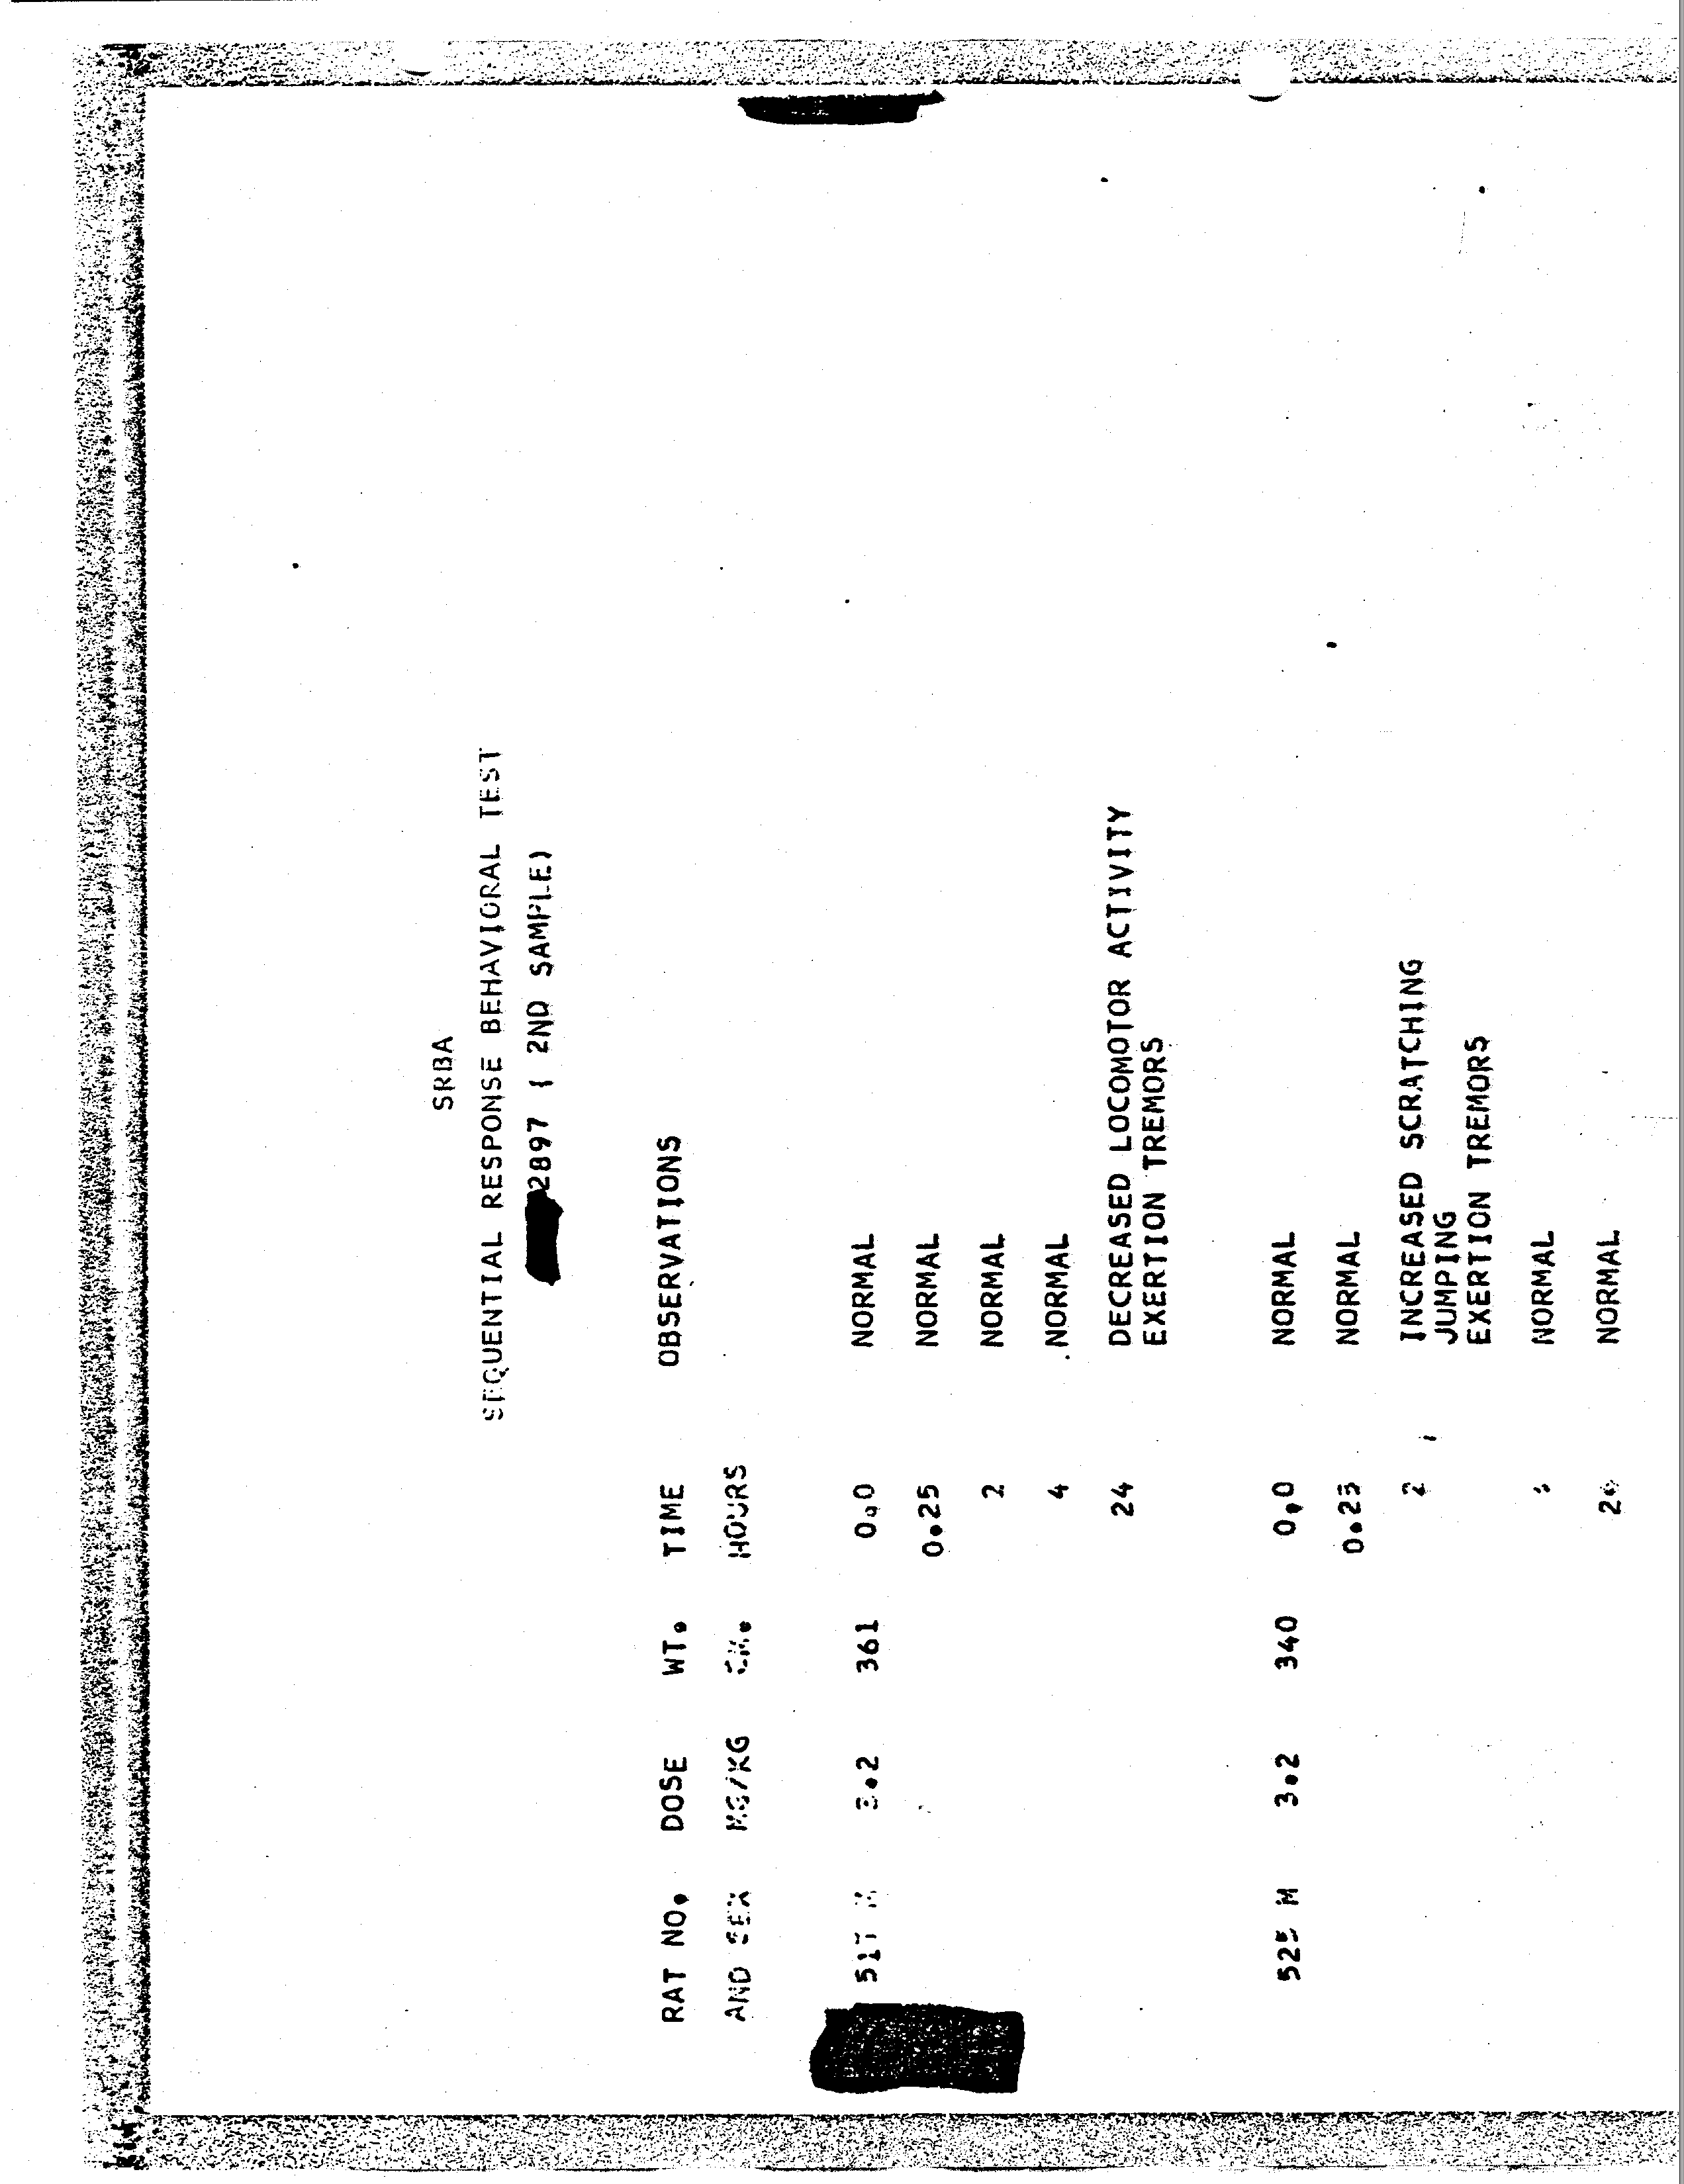 SRBA
SEQUENTIAL RESPONSE BEHAVIORAL TEST
2897 ( 2ND SAMPLE)
RAT NO. DOSE WT. TIME OBSERVATIONS
AND SEX MG/KG GM. HOURS
517 M 3.2 361 0.0 NORMAL
0.25 NORMAL
2 NORMAL
4 NORMAL
24 DECREASED LOCOMOTOR ACTIVITY
EXERTION TREMORS
525 M 3.2 340 0.0 NORMAL
0.25 NORMAL
2 INCREASED SCRATCHING
JUMPING
EXERTION TREMORS
NORMAL
NORMAL